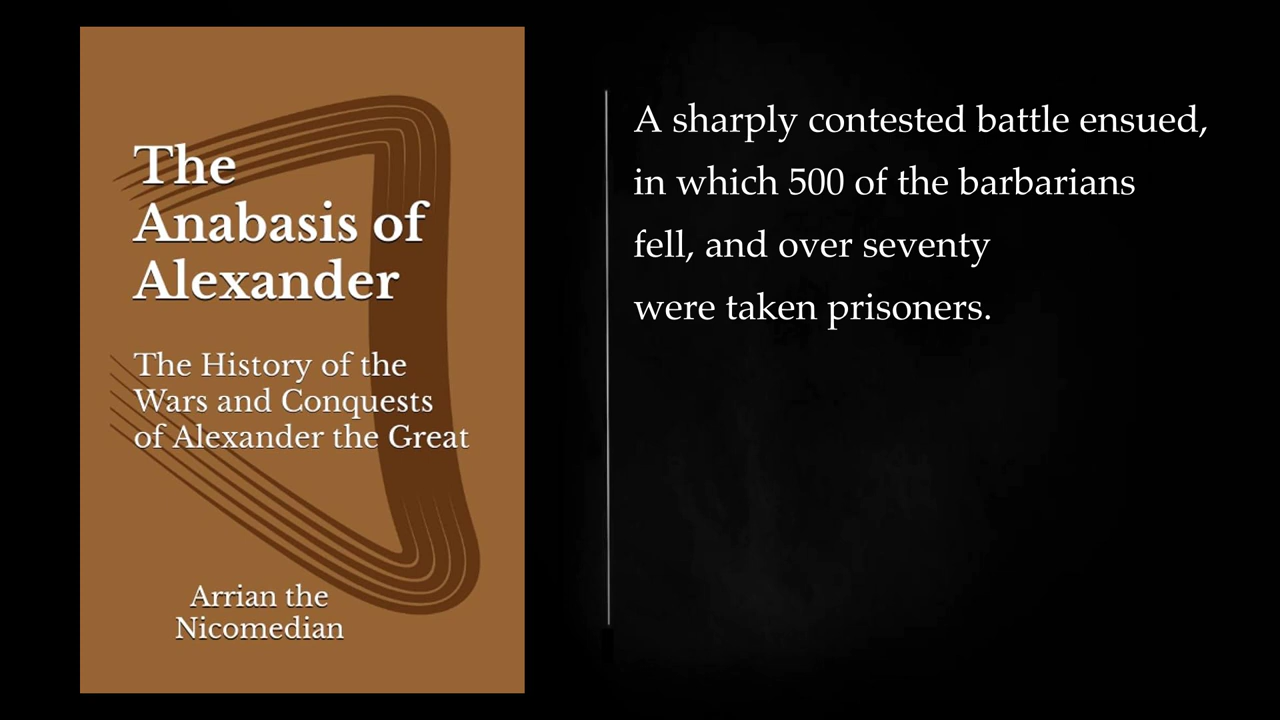 The
Anabasis of
Alexander
The History of the
Wars and Conquests
of Alexander the Great
Arrian the
Nicomedian
A sharply contested battle ensued,
in which 500 of the barbarians
fell, and over seventy
were taken prisoners.